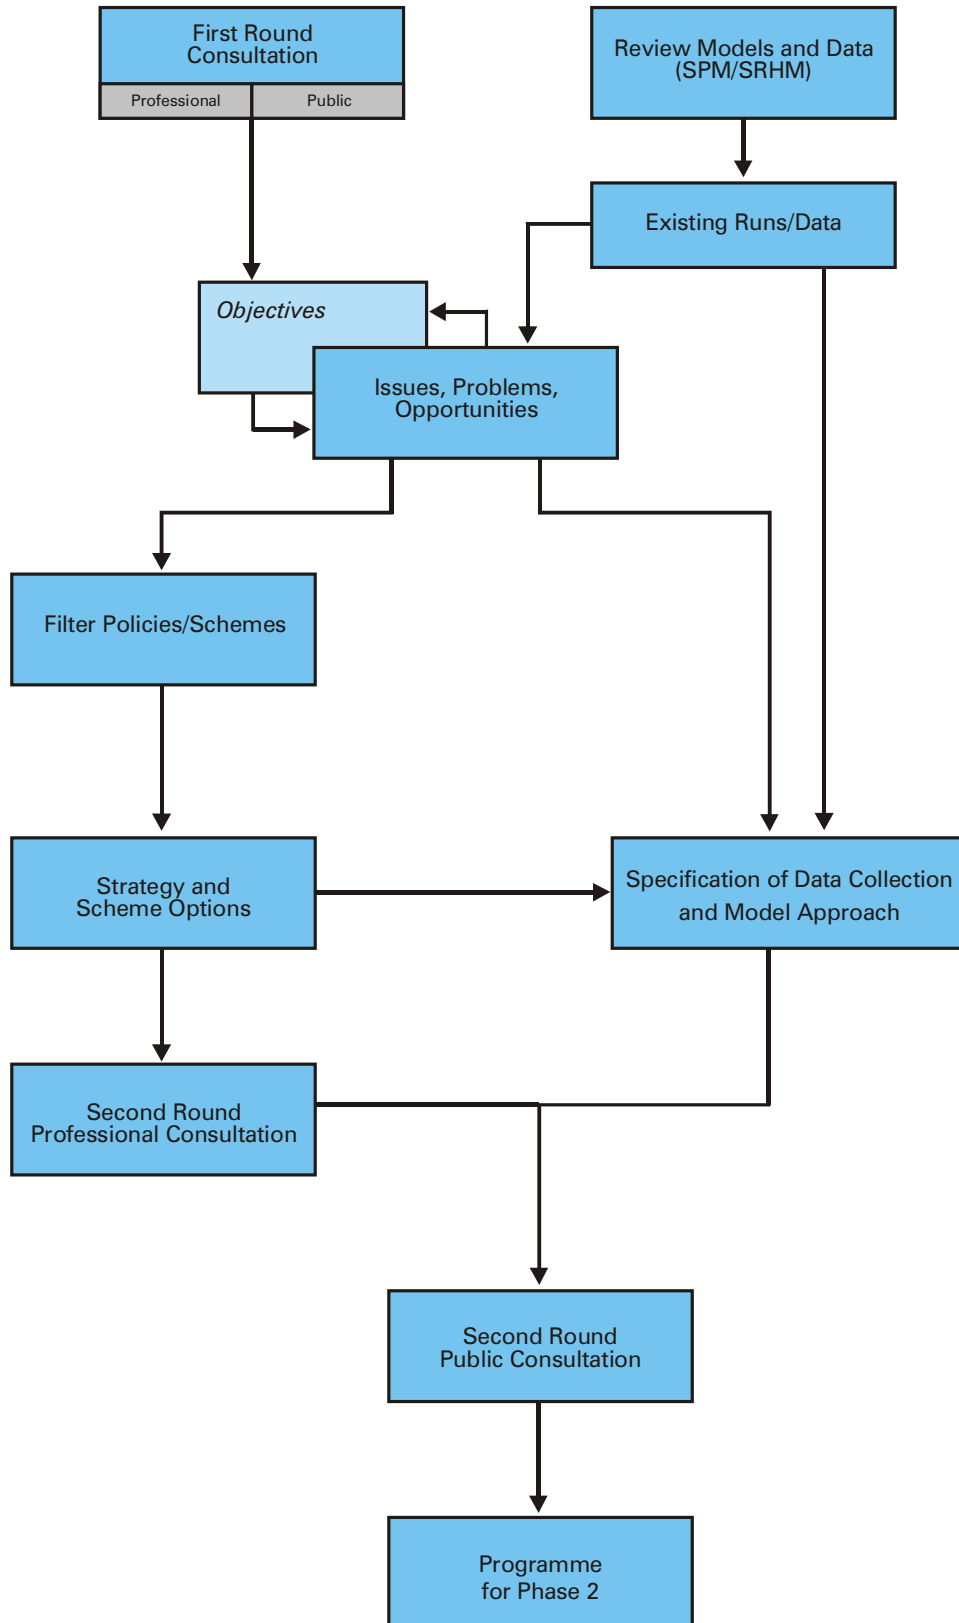 First Round
Consultation
Professional
Public
Review Models and Data
(SPM/SRHM)
Existing Runs/Data
Objectives
Issues, Problems,
Opportunities
Filter Policies/Schemes
Strategy and
Scheme Options
Specification of Data Collection
and Model Approach
Second Round
Professional Consultation
Second Round
Public Consultation
Programme
for Phase 2